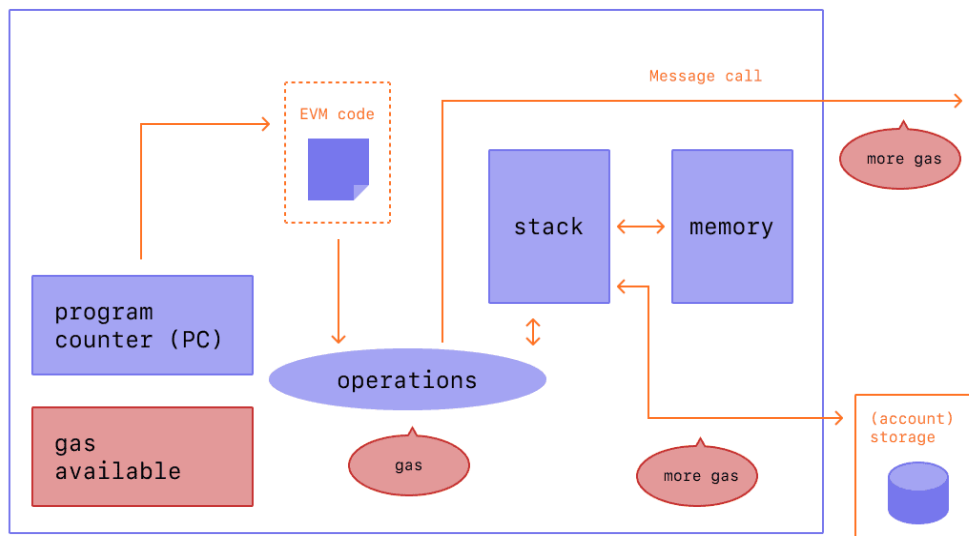 Message call
EVM code
more gas
stack
memory
program
counter (PC)
operations
gas
available
gas
more gas
(account)
storage